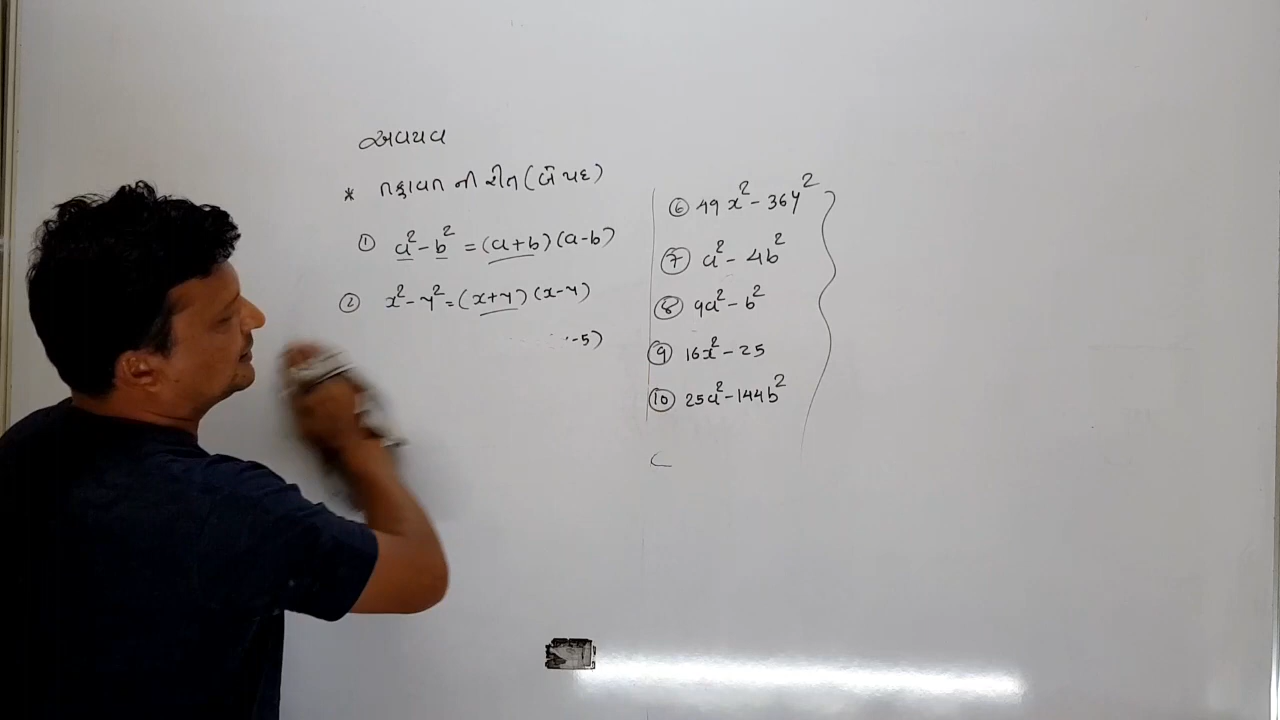 અવયવ
* તફાવત ની રીત (બે પદ)
① a² - b² = (a+b)(a-b)
② x² - y² = (x+y)(x-y)
-5)
⑥ 49x² - 36y²
⑦ a² - 4b²
⑧ 9a² - b²
⑨ 16x² - 25
⑩ 25a² - 144b²